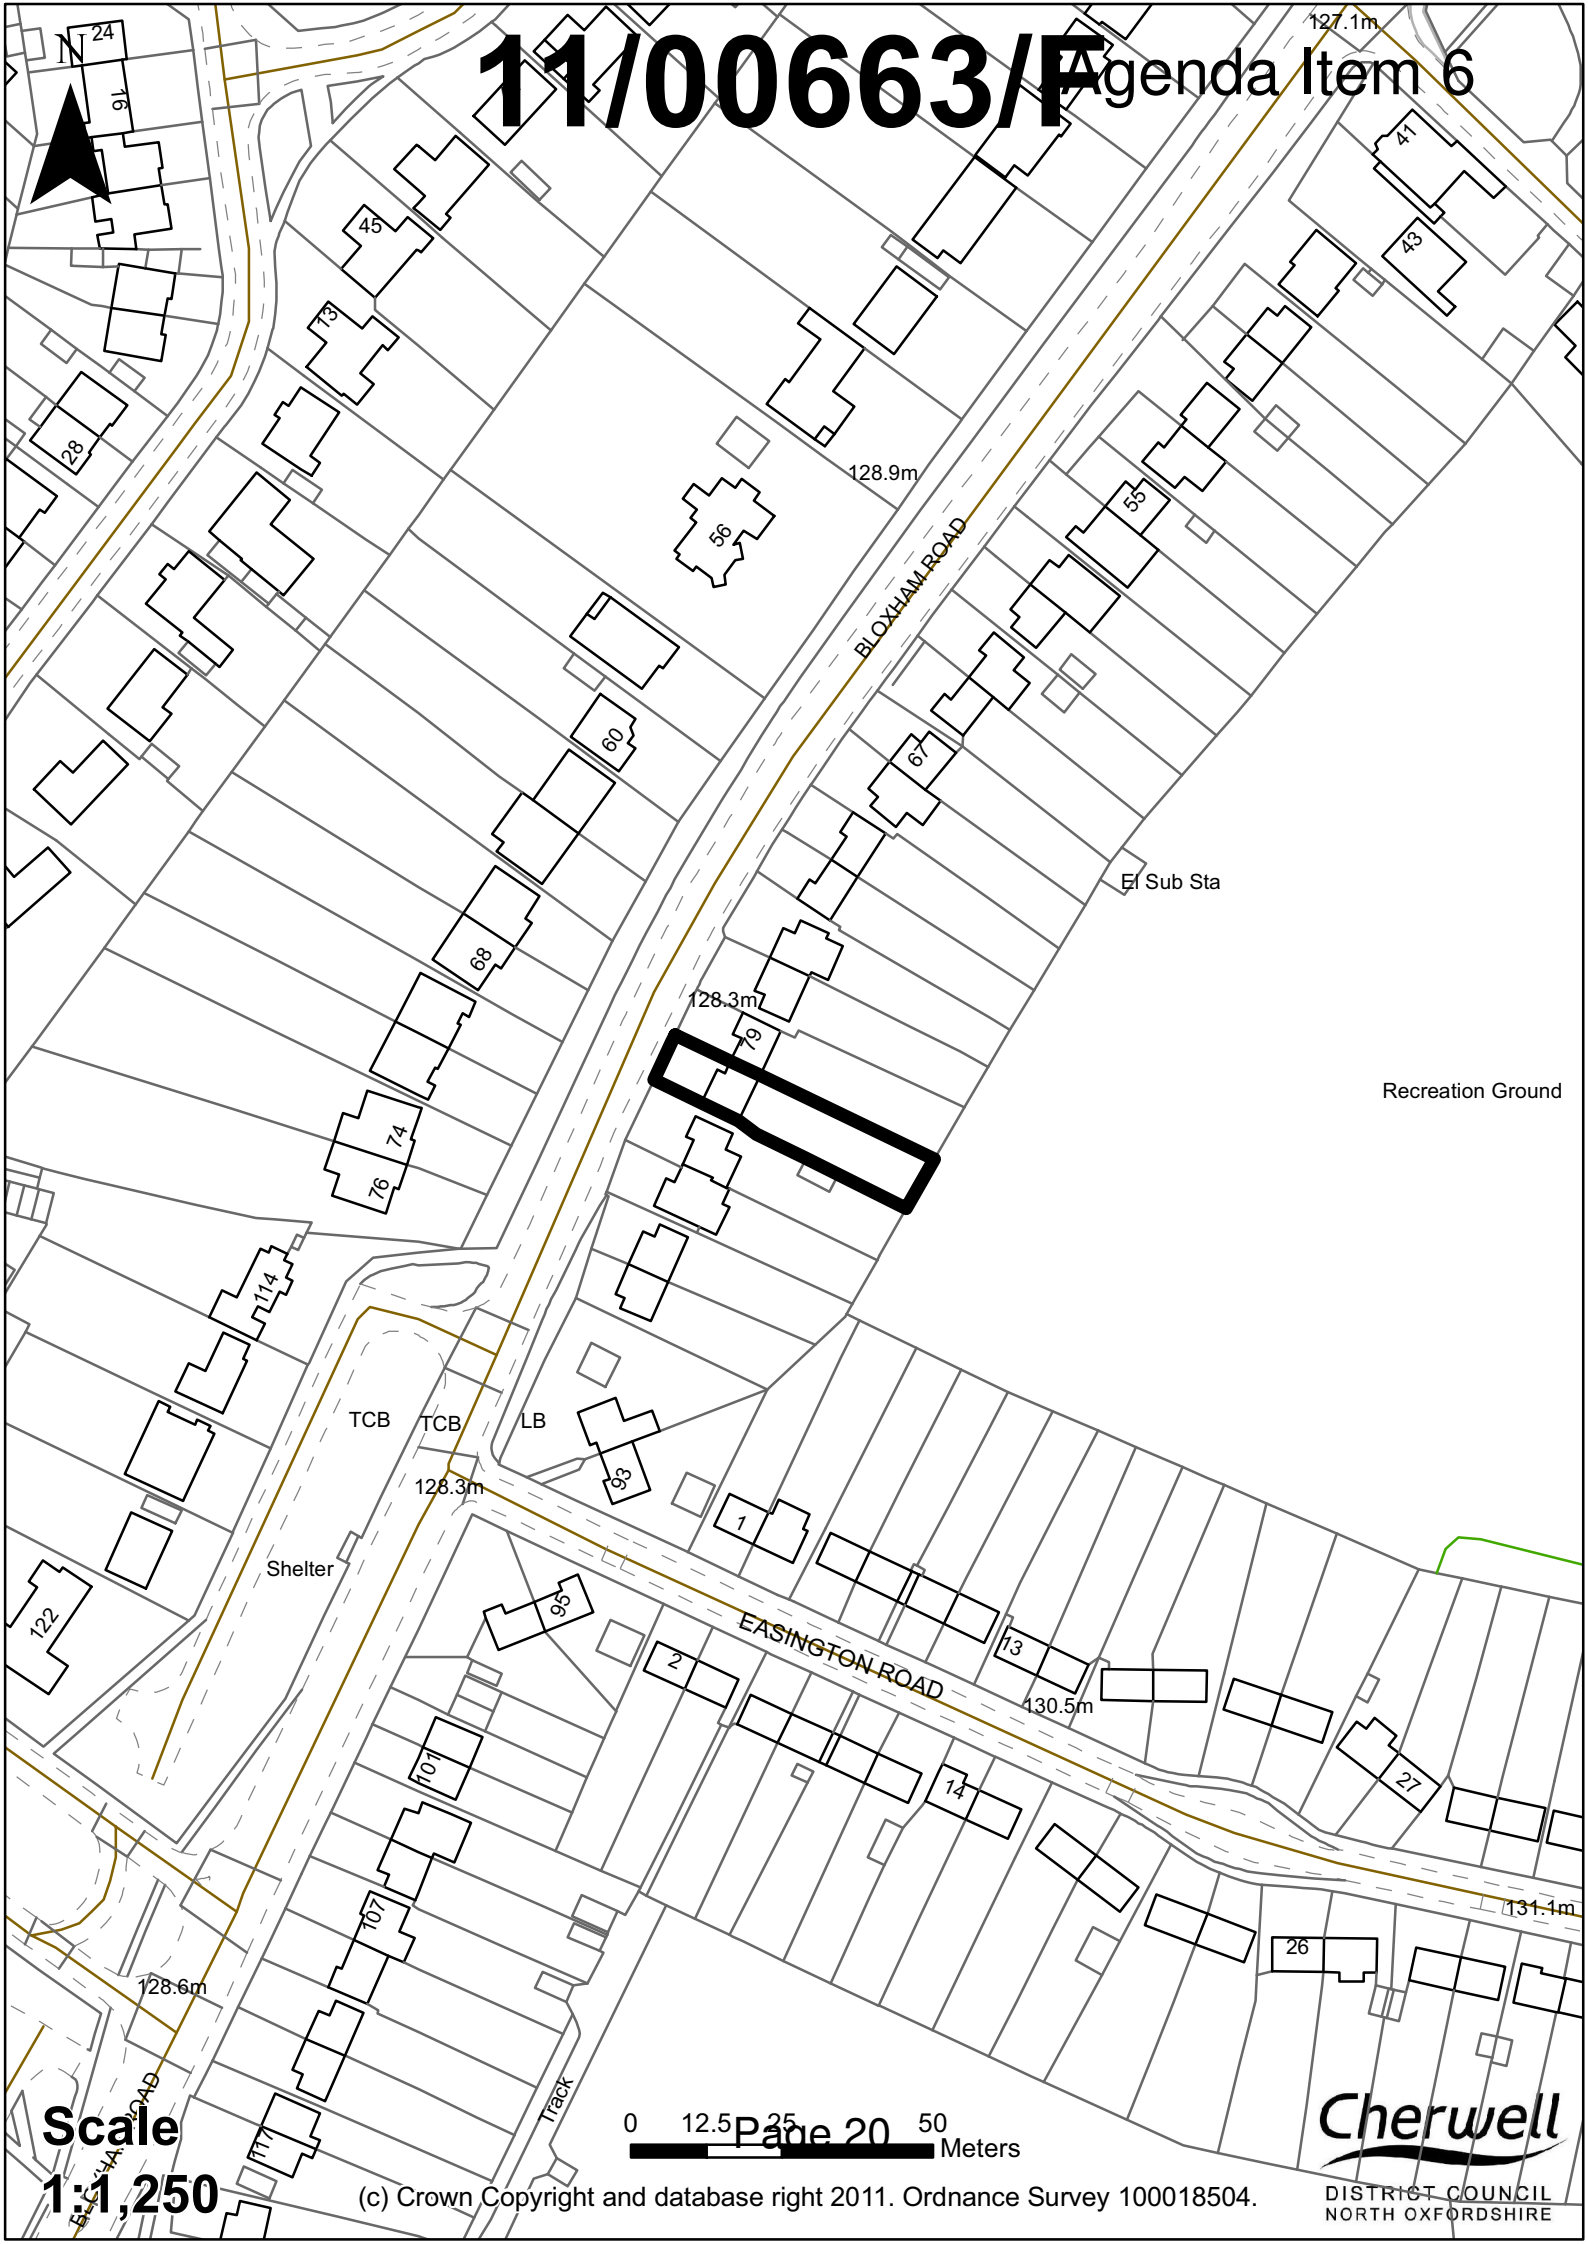 11/00663/F
Agenda Item 6
127.1m
N
24
16
41
43
45
13
28
128.9m
56
55
BLOXHAM ROAD
60
67
El Sub Sta
68
128.3m
79
Recreation Ground
74
76
114
TCB
TCB
LB
128.3m
93
1
Shelter
95
122
EASINGTON ROAD
2
13
130.5m
101
14
27
107
131.1m
26
128.6m
BLOXHAM ROAD
Track
117
Scale
1:1,250
0 12.5 25 50
Meters
Page 20
(c) Crown Copyright and database right 2011. Ordnance Survey 100018504.
Cherwell
DISTRICT COUNCIL
NORTH OXFORDSHIRE